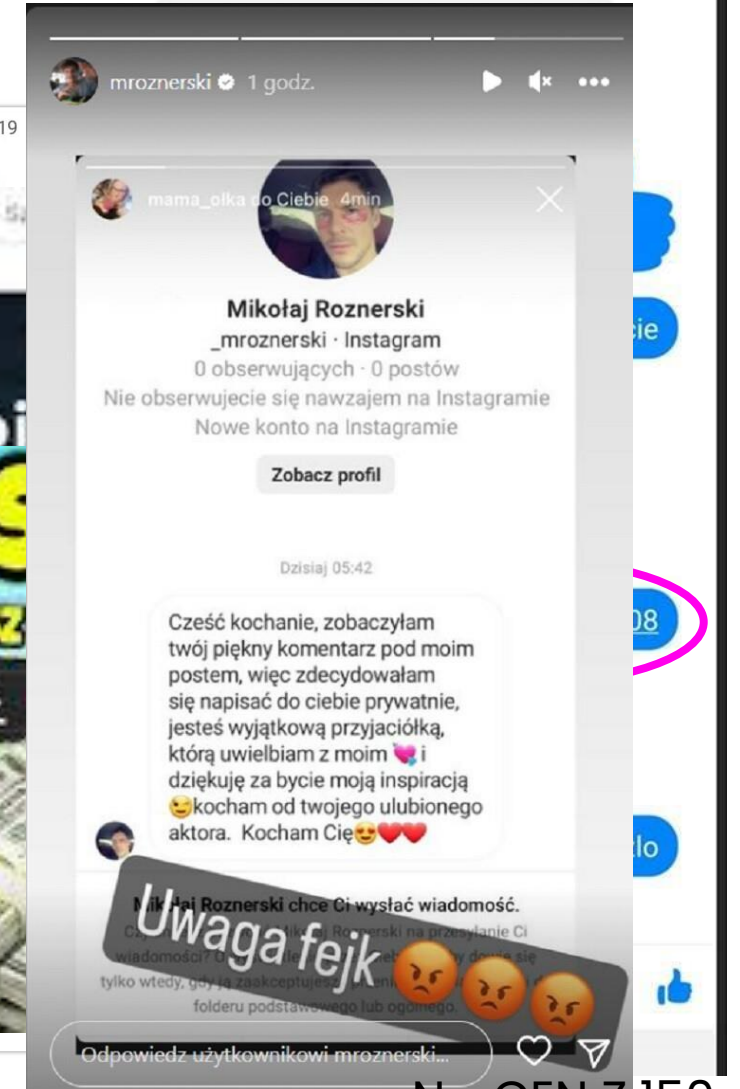 19
mroznerski 1 godz.
mama_olka do Ciebie 4min
Mikołaj Roznerski
_mroznerski · Instagram
0 obserwujących · 0 postów
Nie obserwujecie się nawzajem na Instagramie
Nowe konto na Instagramie
Zobacz profil
Dzisiaj 05:42
Cześć kochanie, zobaczyłam
twój piękny komentarz pod moim
postem, więc zdecydowałam
się napisać do ciebie prywatnie,
jesteś wyjątkową przyjaciółką,
którą uwielbiam z moim 💘 i
dziękuję za bycie moją inspiracją
😉kocham od twojego ulubionego
aktora. Kocham Cię😍❤️❤️
Mikołaj Roznerski chce Ci wysłać wiadomość.
Uwaga fejk 😡😡😡
tylko wtedy, gdy ją zaakceptujesz
folderu podstawowego lub ogólnego.
Odpowiedz użytkownikowi mroznerski...
cie
08
lo